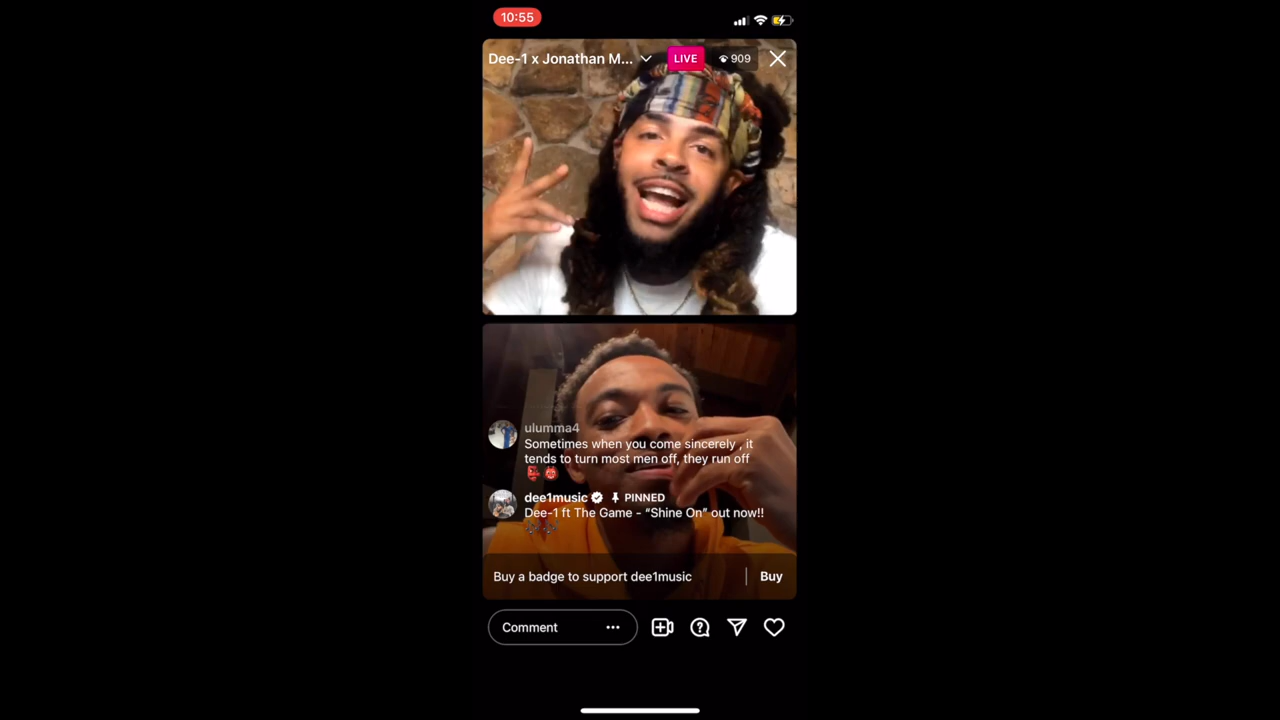 10:55
Dee-1 x Jonathan M...
LIVE
909
ulumma4
Sometimes when you come sincerely , it
tends to turn most men off, they run off
dee1music PINNED
Dee-1 ft The Game - “Shine On” out now!!
Buy a badge to support dee1music
Buy
Comment